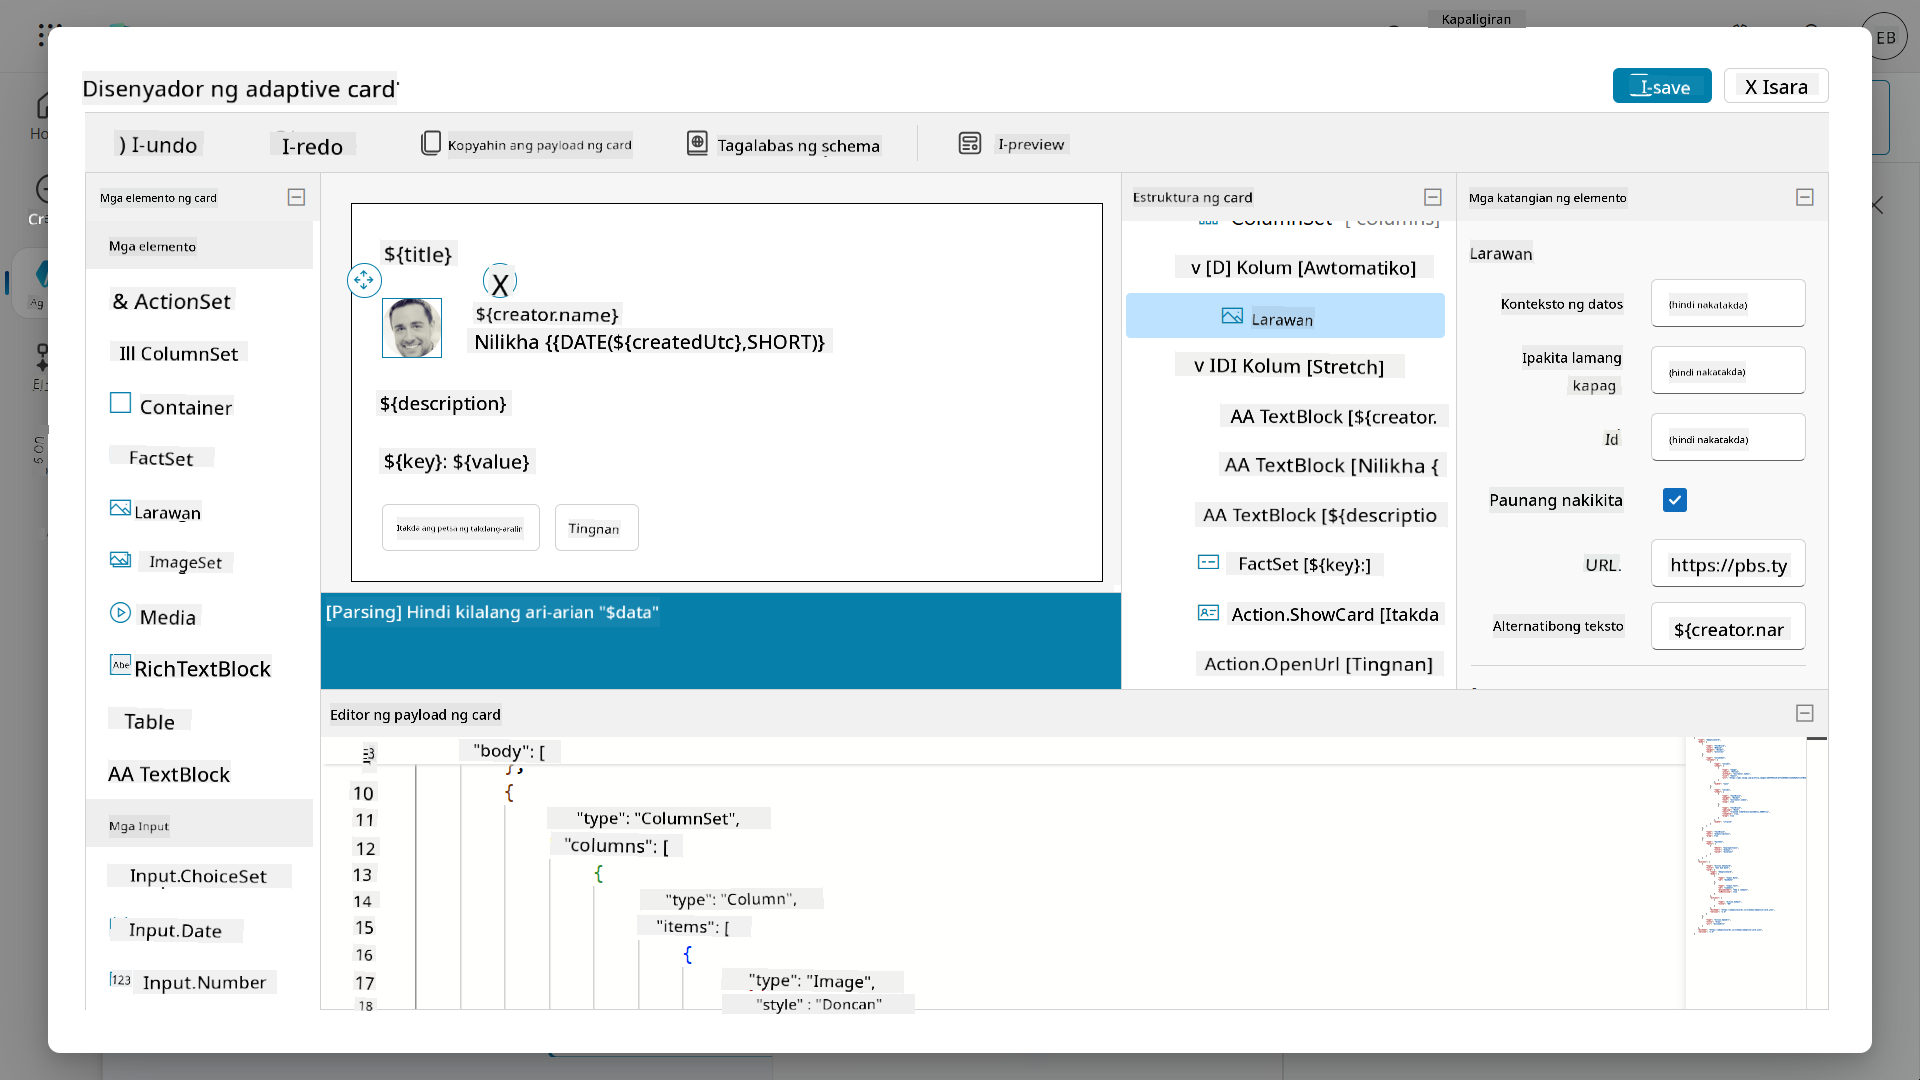 Kapaligiran
EB
Disenyador ng adaptive card
I-save
X Isara
) I-undo
I-redo
Kopyahin ang payload ng card
Tagalabas ng schema
I-preview
Mga elemento ng card
Mga elemento
& ActionSet
Ill ColumnSet
Container
FactSet
Larawan
ImageSet
Media
Abc RichTextBlock
Table
AA TextBlock
Mga Input
Input.ChoiceSet
Input.Date
123 Input.Number
${title}
X
${creator.name}
Nilikha {{DATE(${createdUtc},SHORT)}
${description}
${key}: ${value}
Itakda ang petsa ng takdang-aralin
Tingnan
[Parsing] Hindi kilalang ari-arian "$data"
Estruktura ng card
ColumnSet [ columns]
v [D] Kolum [Awtomatiko]
Larawan
v IDI Kolum [Stretch]
AA TextBlock [${creator.
AA TextBlock [Nilikha {
AA TextBlock [${descriptio
FactSet [${key}:]
Action.ShowCard [Itakda
Action.OpenUrl [Tingnan]
Mga katangian ng elemento
Larawan
Konteksto ng datos
(hindi nakatakda)
Ipakita lamang
kapag
(hindi nakatakda)
Id
(hindi nakatakda)
Paunang nakikita
URL.
https://pbs.ty
Alternatibong teksto
${creator.nar
Editor ng payload ng card
"body": [
},
10 {
11 "type": "ColumnSet",
12 "columns": [
13 {
14 "type": "Column",
15 "items": [
16 {
17 "type": "Image",
18 "style" : "Doncan"